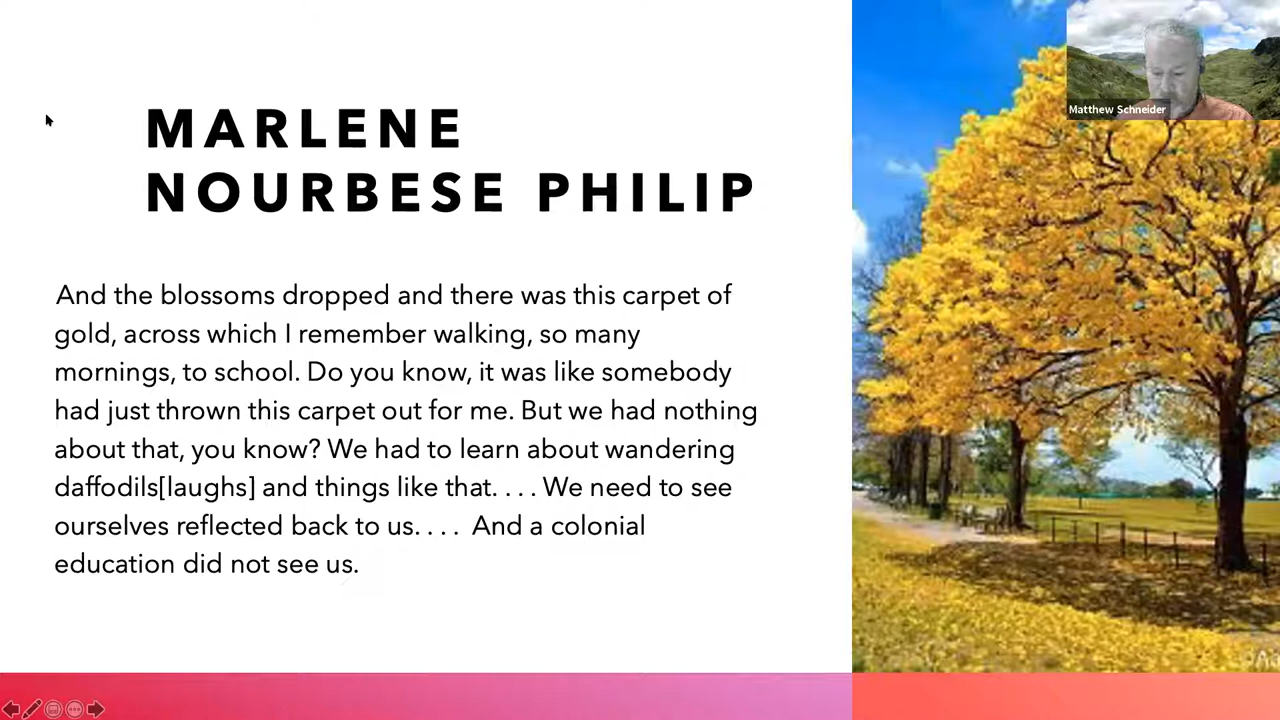 MARLENE
NOURBESE PHILIP
And the blossoms dropped and there was this carpet of
gold, across which I remember walking, so many
mornings, to school. Do you know, it was like somebody
had just thrown this carpet out for me. But we had nothing
about that, you know? We had to learn about wandering
daffodils[laughs] and things like that. . . . We need to see
ourselves reflected back to us. . . .  And a colonial
education did not see us.
Matthew Schneider